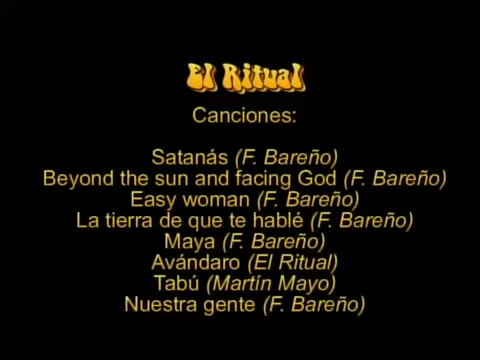 El Ritual
Canciones:
Satanás (F. Bareño)
Beyond the sun and facing God (F. Bareño)
Easy woman (F. Bareño)
La tierra de que te hablé (F. Bareño)
Maya (F. Bareño)
Avándaro (El Ritual)
Tabú (Martín Mayo)
Nuestra gente (F. Bareño)